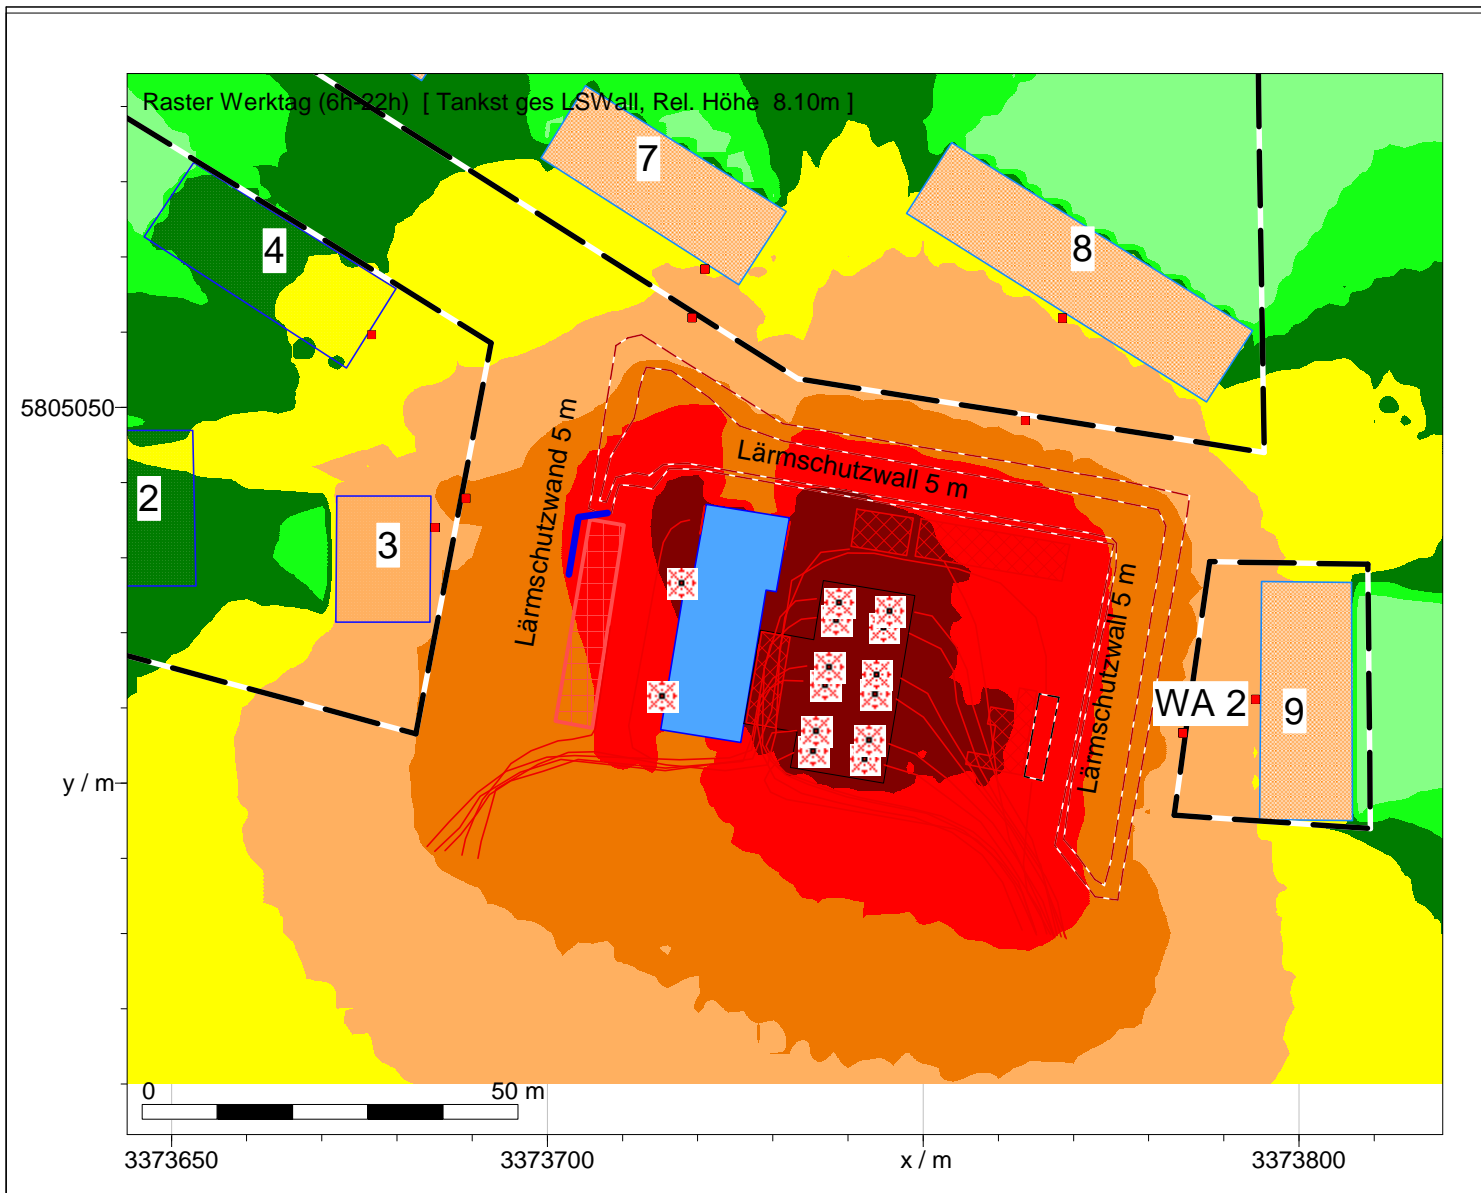 Raster Werktag (6h-22h) [ Tankst ges LSWall, Rel. Höhe 8.10m ]
7
8
4
5805050
Lärmschutzwand 5 m
Lärmschutzwall 5 m
2
3
Lärmschutzwall 5 m
WA 2
9
y / m
0 50 m
3373650 3373700 x / m 3373800